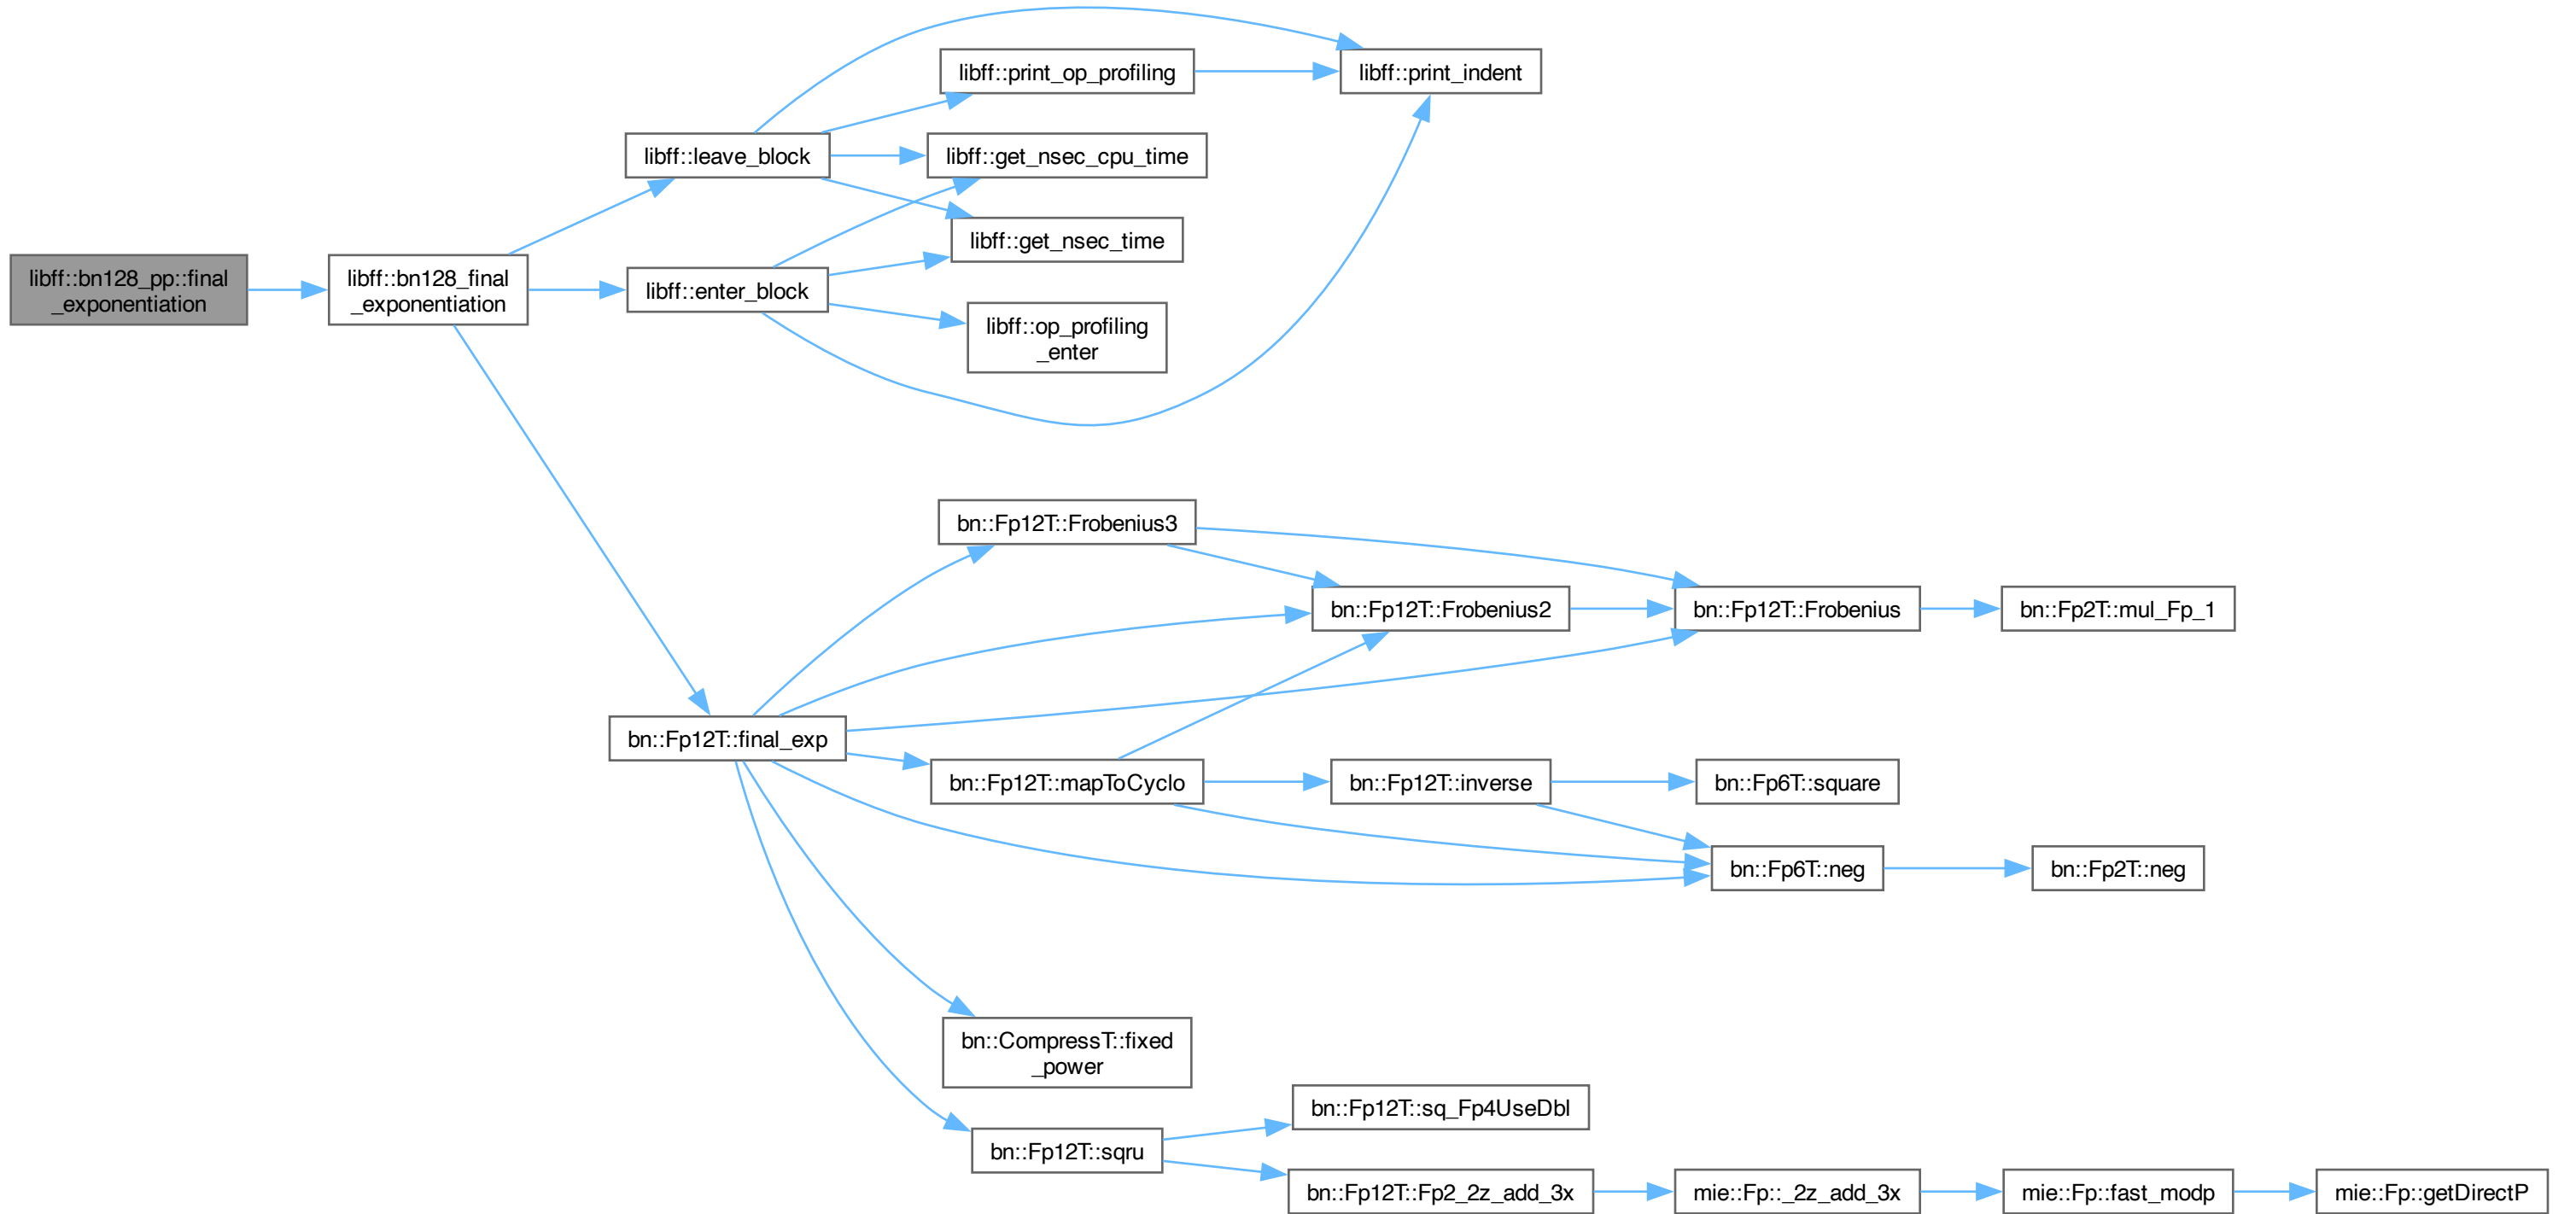 libff::print_op_profiling
libff::print_indent
libff::leave_block
libff::get_nsec_cpu_time
libff::get_nsec_time
libff::bn128_pp::final
_exponentiation
libff::bn128_final
_exponentiation
libff::enter_block
libff::op_profiling
_enter
bn::Fp12T::Frobenius3
bn::Fp12T::Frobenius2
bn::Fp12T::Frobenius
bn::Fp2T::mul_Fp_1
bn::Fp12T::final_exp
bn::Fp12T::mapToCyclo
bn::Fp12T::inverse
bn::Fp6T::square
bn::Fp6T::neg
bn::Fp2T::neg
bn::CompressT::fixed
_power
bn::Fp12T::sq_Fp4UseDbl
bn::Fp12T::sqru
bn::Fp12T::Fp2_2z_add_3x
mie::Fp::_2z_add_3x
mie::Fp::fast_modp
mie::Fp::getDirectP